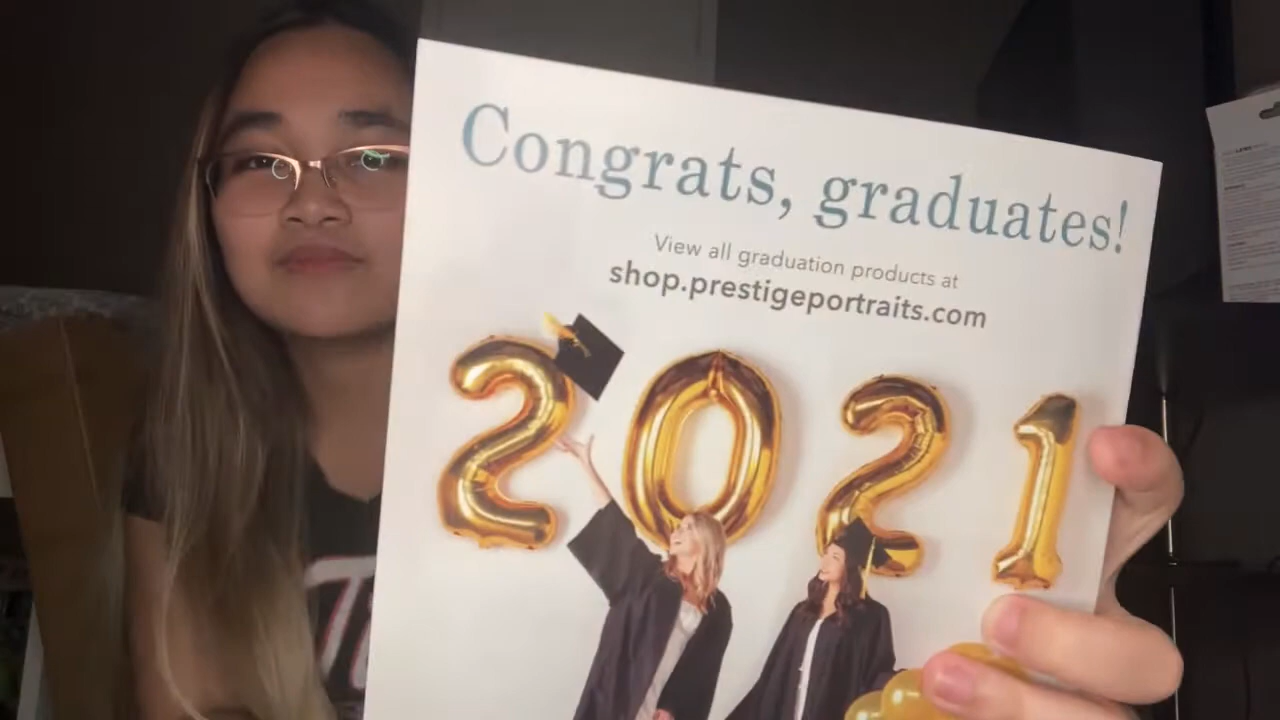 Congrats, graduates!
View all graduation products at
shop.prestigeportraits.com
2021